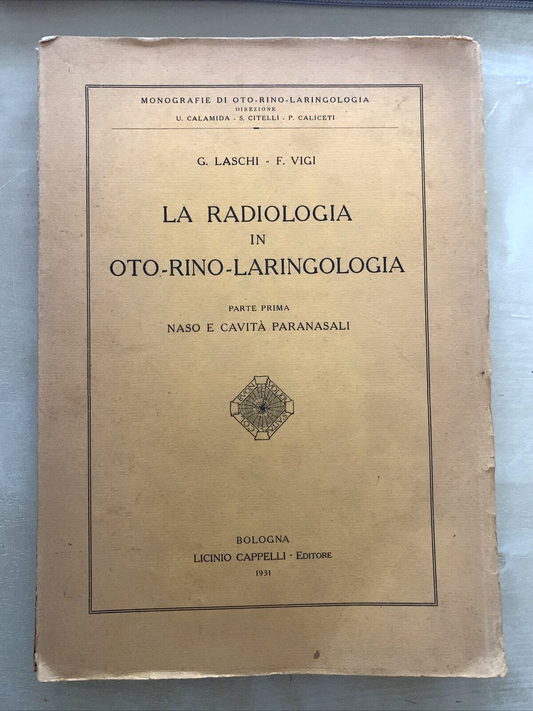 MONOGRAFIE DI OTO-RINO-LARINGOLOGIA
DIREZIONE
U. CALAMIDA - S. CITELLI - P. CALICETI
G. LASCHI - F. VIGI
LA RADIOLOGIA
IN
OTO-RINO-LARINGOLOGIA
PARTE PRIMA
NASO E CAVITÀ PARANASALI
BOLOGNA
LICINIO CAPPELLI - EDITORE
1931